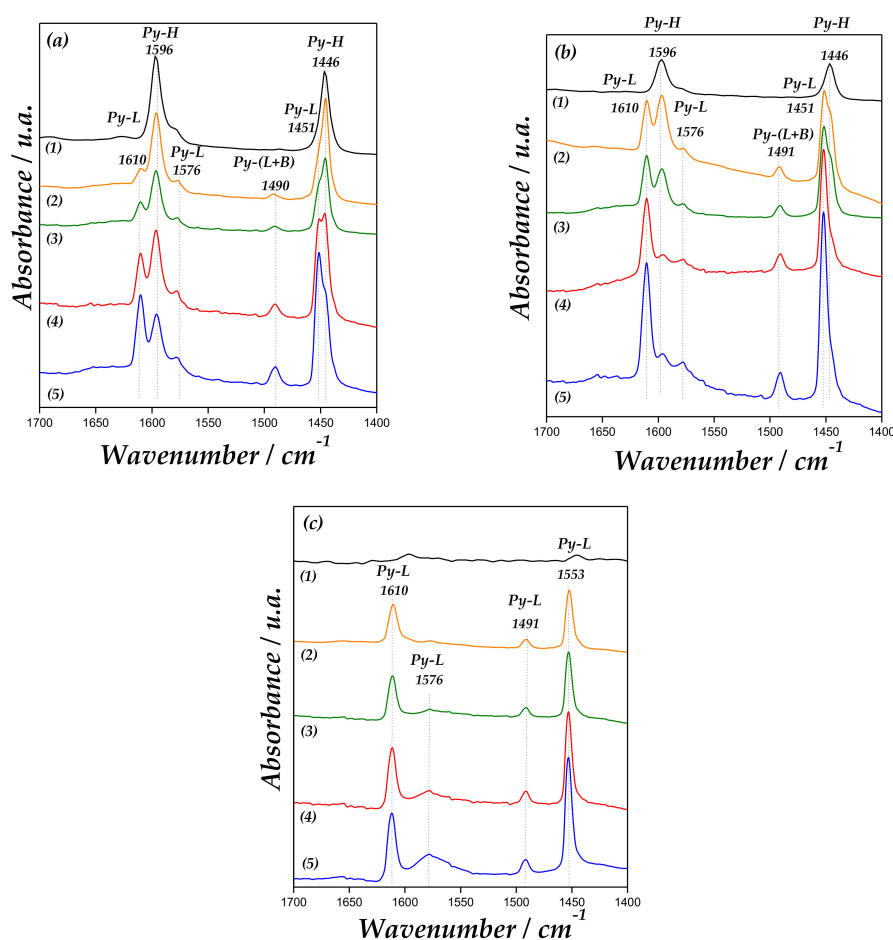 (a)
Py-H
1596
Py-H
1446
Py-L
Py-L
1451
(1)
1610
Py-L
1576
Py-(L+B)
1490
(2)
(3)
(4)
(5)
Absorbance / u.a.
1700 1650 1600 1550 1500 1450 1400
Wavenumber / cm-1
(b)
Py-H
1596
Py-H
1446
Py-L
Py-L
(1)
1610
Py-L
1576
1451
Py-(L+B)
1491
(2)
(3)
(4)
(5)
Absorbance / u.a.
1700 1650 1600 1550 1500 1450 1400
Wavenumber / cm-1
(c)
Py-L
1553
(1)
Py-L
1610
Py-L
1491
(2)
Py-L
1576
(3)
(4)
(5)
Absorbance / u.a.
1700 1650 1600 1550 1500 1450 1400
Wavenumber / cm-1